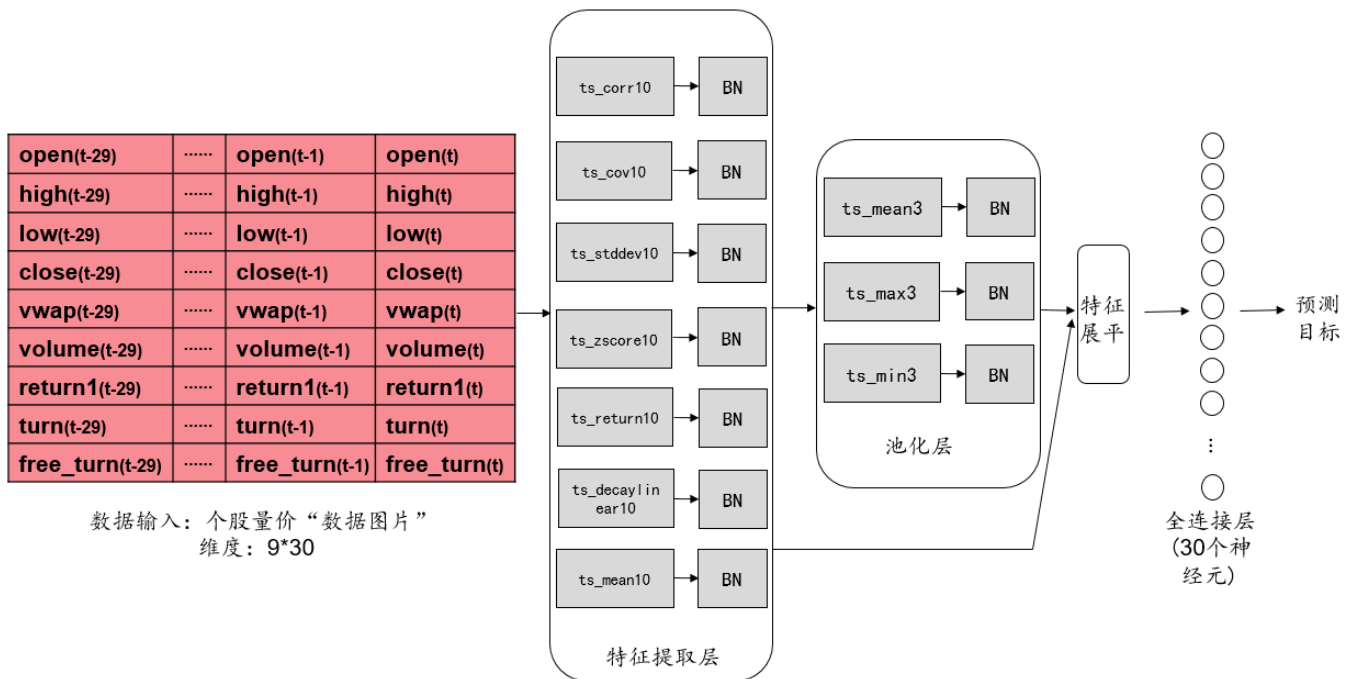 open(t-29) ...... open(t-1) open(t)
high(t-29) ...... high(t-1) high(t)
low(t-29) ...... low(t-1) low(t)
close(t-29) ...... close(t-1) close(t)
vwap(t-29) ...... vwap(t-1) vwap(t)
volume(t-29) ...... volume(t-1) volume(t)
return1(t-29) ...... return1(t-1) return1(t)
turn(t-29) ...... turn(t-1) turn(t)
free_turn(t-29) ...... free_turn(t-1) free_turn(t)
数据输入：个股量价“数据图片”
维度：9*30
ts_corr10 BN
ts_cov10 BN
ts_stddev10 BN
ts_zscore10 BN
ts_return10 BN
ts_decaylin
ear10 BN
ts_mean10 BN
特征提取层
ts_mean3 BN
ts_max3 BN
ts_min3 BN
池化层
特征
展平
⋮
全连接层
(30个神
经元)
预测
目标